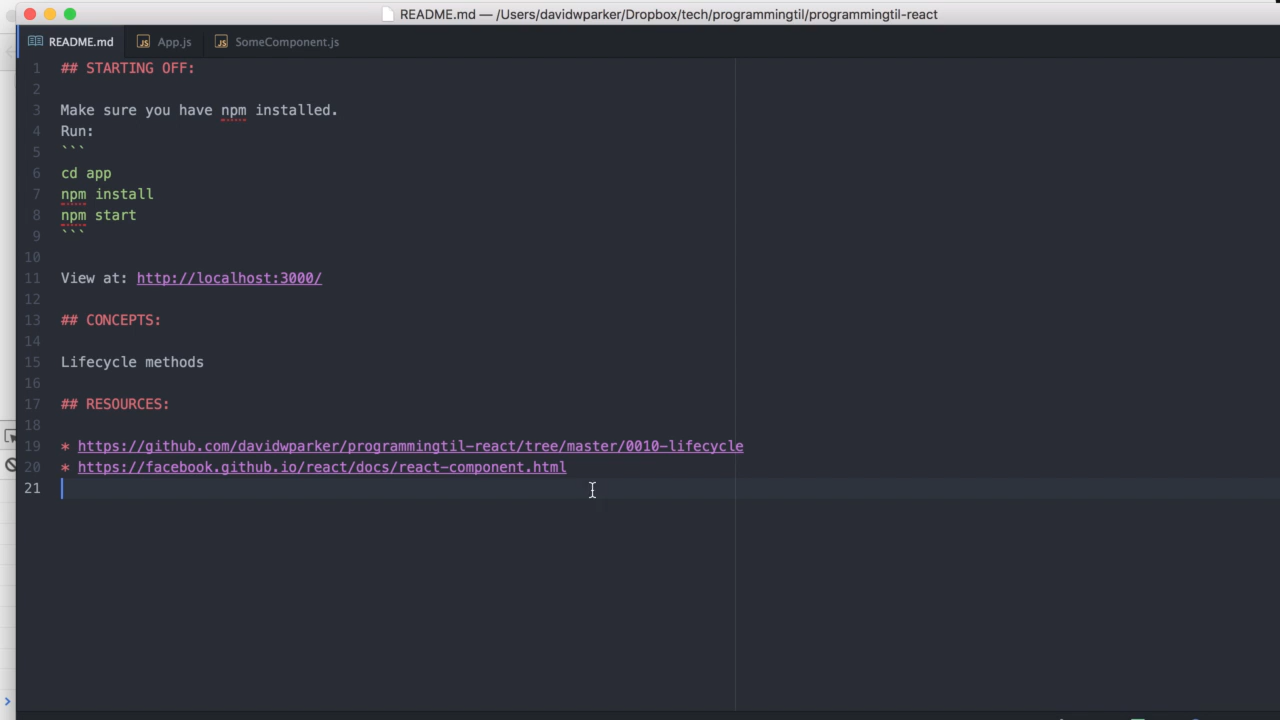 README.md — /Users/davidwparker/Dropbox/tech/programmingtil/programmingtil-react
README.md App.js SomeComponent.js
1 ## STARTING OFF:
2
3 Make sure you have npm installed.
4 Run:
5 ```
6 cd app
7 npm install
8 npm start
9 ```
10
11 View at: http://localhost:3000/
12
13 ## CONCEPTS:
14
15 Lifecycle methods
16
17 ## RESOURCES:
18
19 * https://github.com/davidwparker/programmingtil-react/tree/master/0010-lifecycle
20 * https://facebook.github.io/react/docs/react-component.html
21